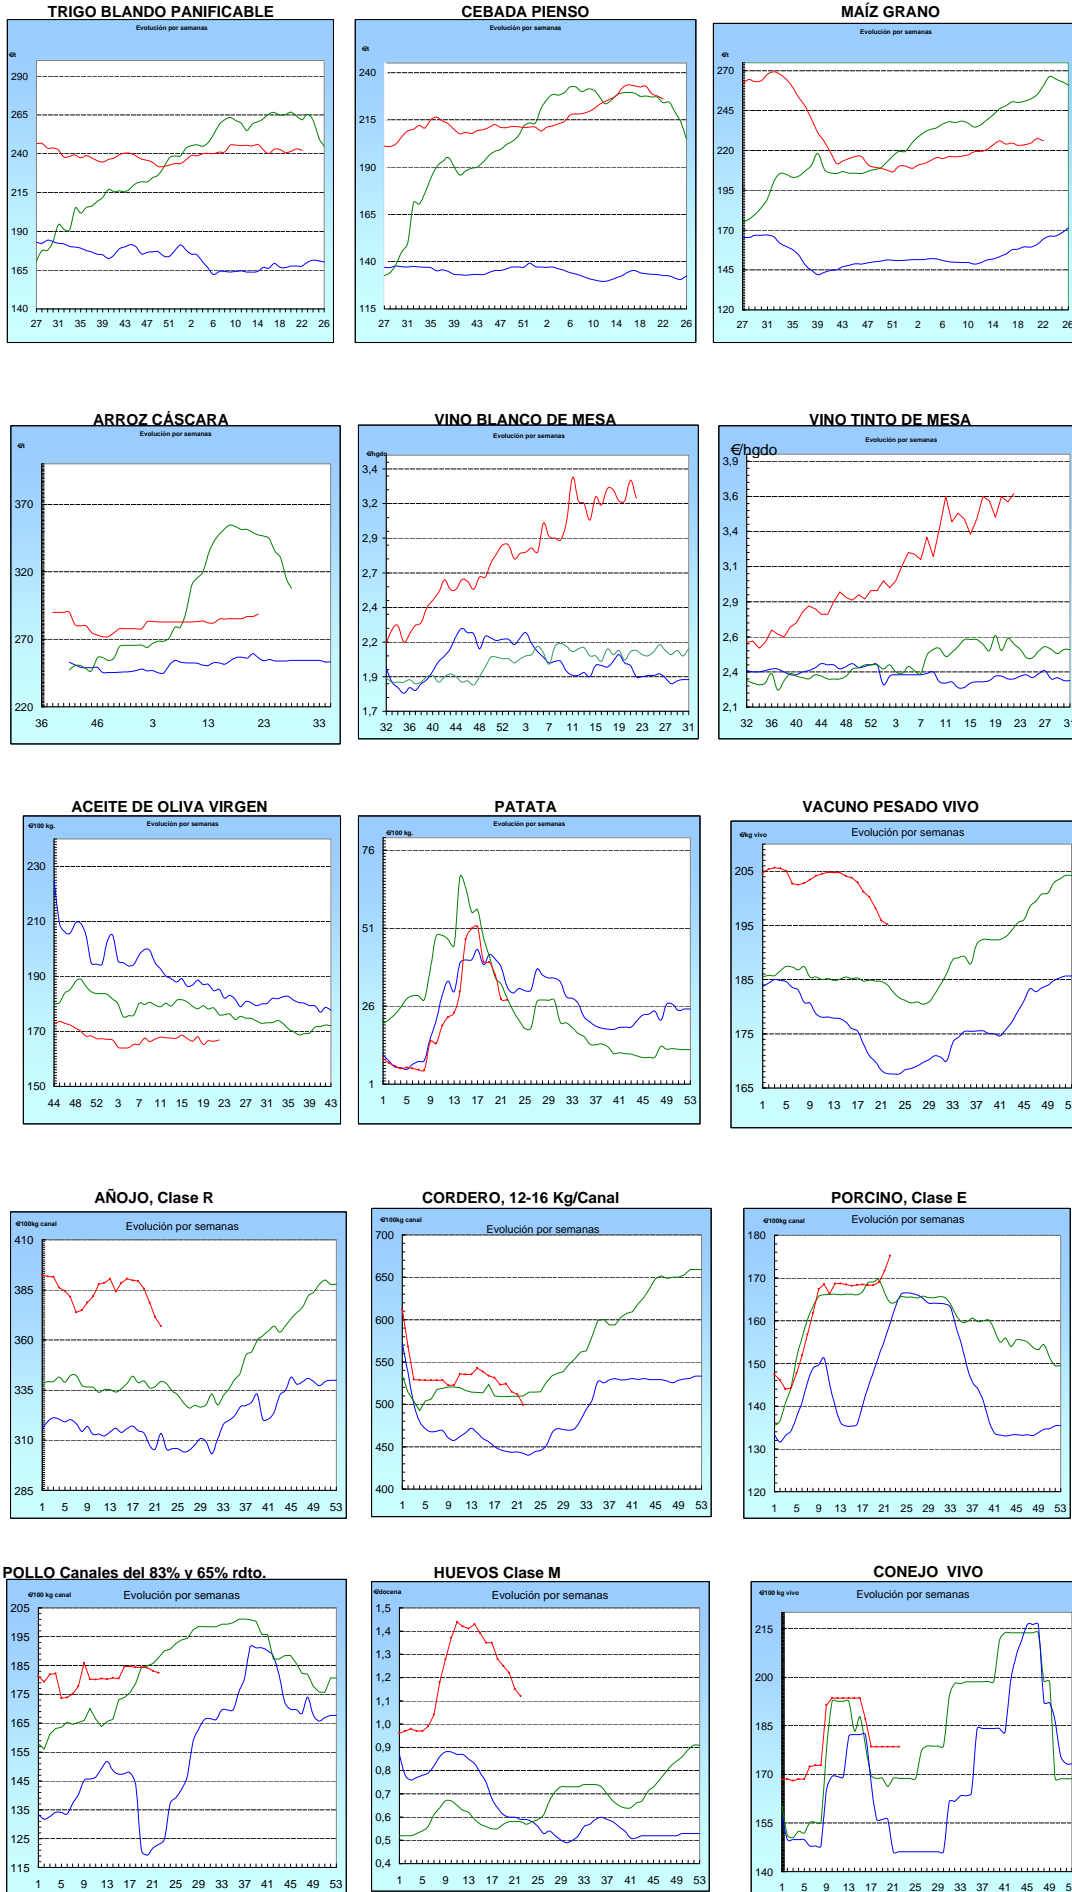 TRIGO BLANDO PANIFICABLE
Evolución por semanas
€/t
290
265
240
215
190
165
140
27 31 35 39 43 47 51 2 6 10 14 18 22 26
CEBADA PIENSO
Evolución por semanas
€/t
240
215
190
165
140
115
27 31 35 39 43 47 51 2 6 10 14 18 22 26
MAÍZ GRANO
Evolución por semanas
€/t
270
245
220
195
170
145
120
27 31 35 39 43 47 51 2 6 10 14 18 22 26
ARROZ CÁSCARA
Evolución por semanas
€/t
370
320
270
220
36 46 3 13 23 33
VINO BLANCO DE MESA
Evolución por semanas
€/hgdo
3,4
3,2
2,9
2,7
2,4
2,2
1,9
1,7
32 36 40 44 48 52 3 7 11 15 19 23 27 31
VINO TINTO DE MESA
Evolución por semanas
€/hgdo
3,9
3,6
3,4
3,1
2,9
2,6
2,4
2,1
32 36 40 44 48 52 3 7 11 15 19 23 27 31
ACEITE DE OLIVA VIRGEN
Evolución por semanas
€/100 kg.
230
210
190
170
150
44 48 52 3 7 11 15 19 23 27 31 35 39 43
PATATA
Evolución por semanas
€/100 kg.
76
51
26
1
1 5 9 13 17 21 25 29 33 37 41 45 49 53
VACUNO PESADO VIVO
Evolución por semanas
€/kg vivo
205
195
185
175
165
1 5 9 13 17 21 25 29 33 37 41 45 49 53
AÑOJO, Clase R
Evolución por semanas
€/100kg canal
410
385
360
335
310
285
1 5 9 13 17 21 25 29 33 37 41 45 49 53
CORDERO, 12-16 Kg/Canal
Evolución por semanas
€/100kg canal
700
650
600
550
500
450
400
1 5 9 13 17 21 25 29 33 37 41 45 49 53
PORCINO, Clase E
Evolución por semanas
€/100kg canal
180
170
160
150
140
130
120
1 5 9 13 17 21 25 29 33 37 41 45 49 53
POLLO Canales del 83% y 65% rdto.
Evolución por semanas
€/100 kg canal
205
195
185
175
165
155
145
135
125
115
1 5 9 13 17 21 25 29 33 37 41 45 49 53
HUEVOS Clase M
Evolución por semanas
€/docena
1,5
1,4
1,3
1,2
1,1
1,0
0,9
0,8
0,7
0,6
0,5
0,4
1 5 9 13 17 21 25 29 33 37 41 45 49 53
CONEJO VIVO
Evolución por semanas
€/100 kg vivo
215
200
185
170
155
140
1 5 9 13 17 21 25 29 33 37 41 45 49 53